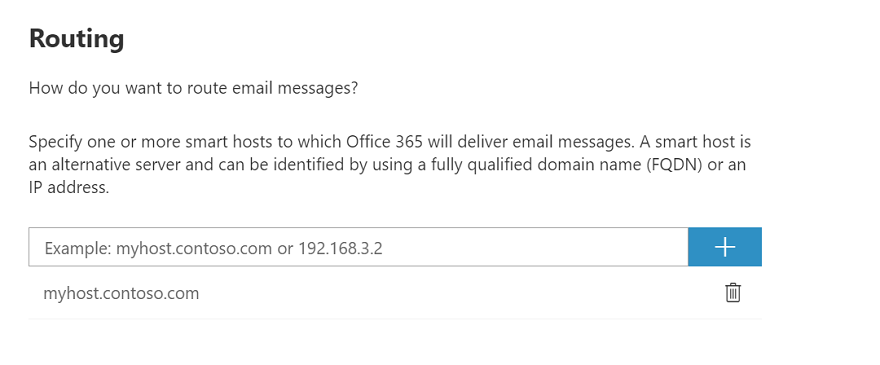 Routing
How do you want to route email messages?
Specify one or more smart hosts to which Office 365 will deliver email messages. A smart host is
an alternative server and can be identified by using a fully qualified domain name (FQDN) or an
IP address.
Example: myhost.contoso.com or 192.168.3.2
myhost.contoso.com